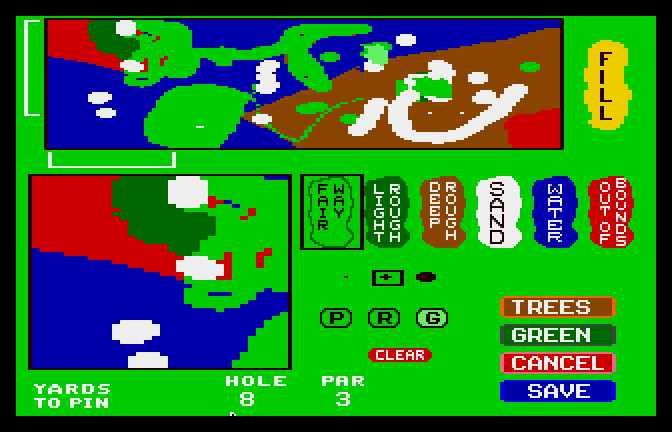 FILL
FAIR WAY
LIGHT ROUGH
DEEP ROUGH
SAND
WATER
OUT OF BOUNDS
P R G
CLEAR
TREES
GREEN
CANCEL
SAVE
YARDS
TO PIN
HOLE
8
PAR
3